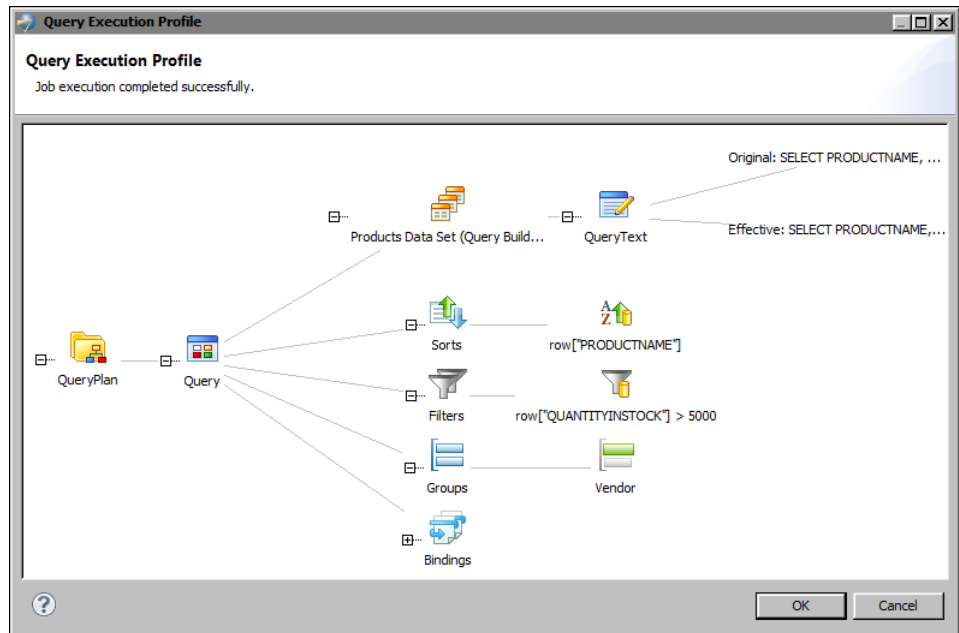 Query Execution Profile
Query Execution Profile
Job execution completed successfully.
Original: SELECT PRODUCTNAME, ...
Products Data Set (Query Build...
QueryText
Effective: SELECT PRODUCTNAME,...
Sorts
row["PRODUCTNAME"]
QueryPlan
Query
Filters
row["QUANTITYINSTOCK"] > 5000
Groups
Vendor
Bindings
OK
Cancel